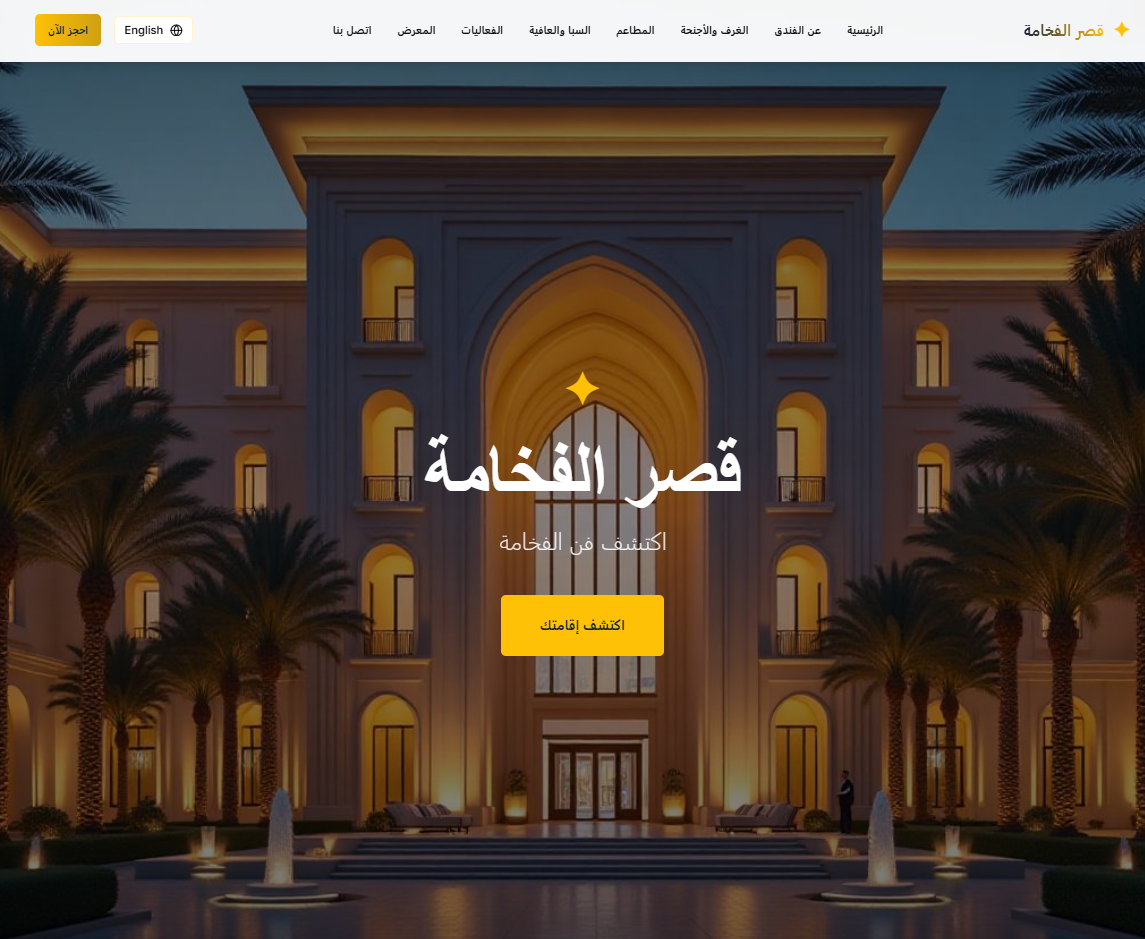 قصر الفخامة
الرئيسية
عن الفندق
الغرف والأجنحة
المطاعم
السبا والعافية
الفعاليات
المعرض
اتصل بنا
English
احجز الآن
قصر الفخامة
اكتشف فن الفخامة
اكتشف إقامتك